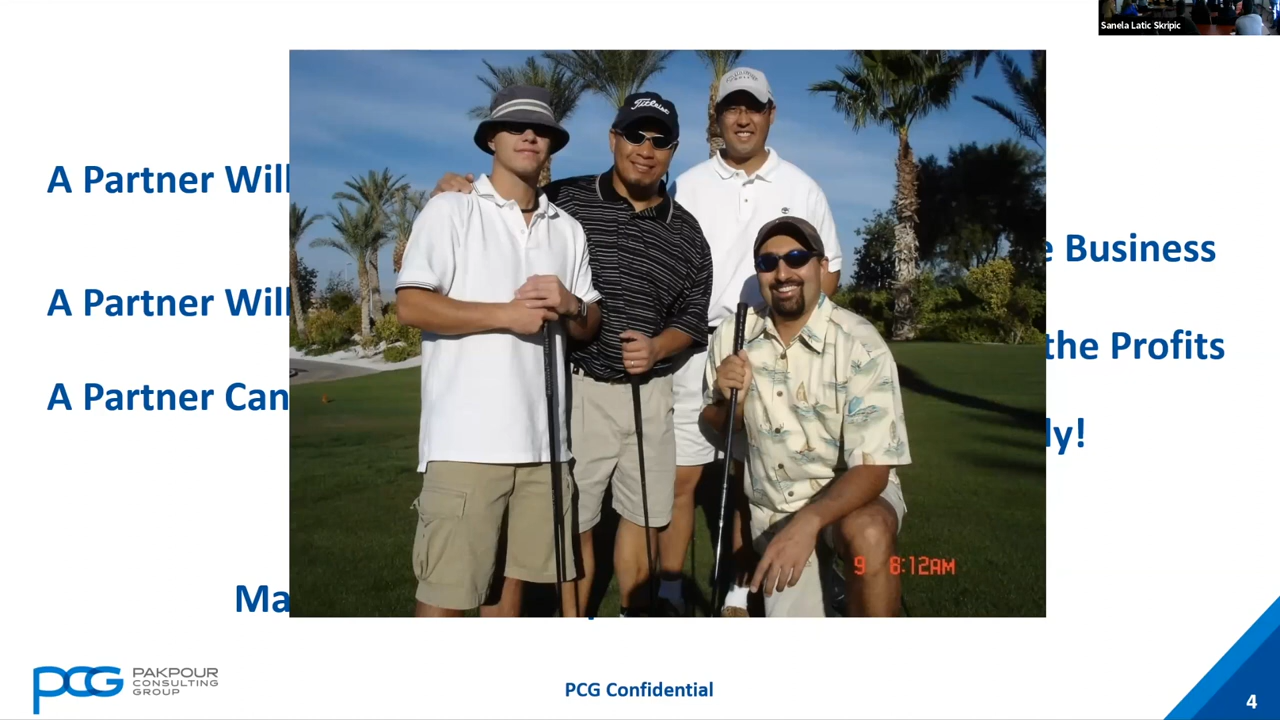 Sanela Latic Skripic
Titleist
A Partner Will
e Business
A Partner Will
the Profits
A Partner Can
ly!
9 6:12AM
Ma
PCG PAKPOUR
CONSULTING
GROUP
PCG Confidential
4